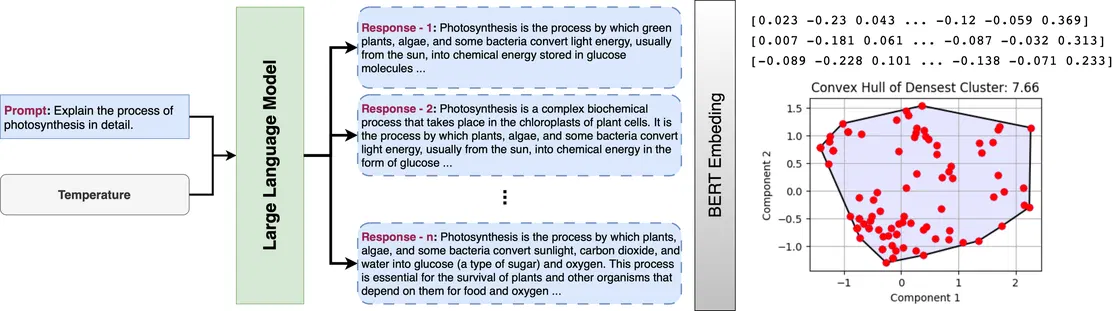 Prompt: Explain the process of
photosynthesis in detail.
Temperature
Large Language Model
Response - 1: Photosynthesis is the process by which green
plants, algae, and some bacteria convert light energy, usually
from the sun, into chemical energy stored in glucose
molecules ...
Response - 2: Photosynthesis is a complex biochemical
process that takes place in the chloroplasts of plant cells. It is
the process by which plants, algae, and some bacteria convert
light energy, usually from the sun, into chemical energy in the
form of glucose ...
...
Response - n: Photosynthesis is the process by which plants,
algae, and some bacteria convert sunlight, carbon dioxide, and
water into glucose (a type of sugar) and oxygen. This process
is essential for the survival of plants and other organisms that
depend on them for food and oxygen ...
BERT Embeding
[0.023 -0.23 0.043 ... -0.12 -0.059 0.369]
[0.007 -0.181 0.061 ... -0.087 -0.032 0.313]
[-0.089 -0.228 0.101 ... -0.138 -0.071 0.233]
Convex Hull of Densest Cluster: 7.66
Component 2
1.5
1.0
0.5
0.0
−0.5
−1.0
−1 0 1 2
Component 1